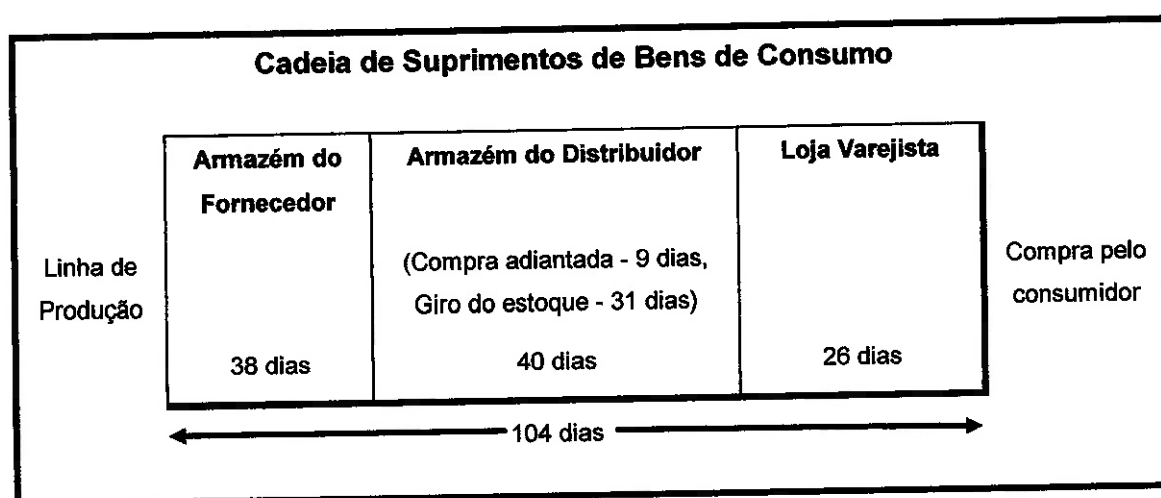 Cadeia de Suprimentos de Bens de Consumo
Armazém do
Fornecedor
Armazém do Distribuidor
Loja Varejista
Linha de
Produção
(Compra adiantada - 9 dias,
Giro do estoque - 31 dias)
Compra pelo
consumidor
38 dias
40 dias
26 dias
104 dias